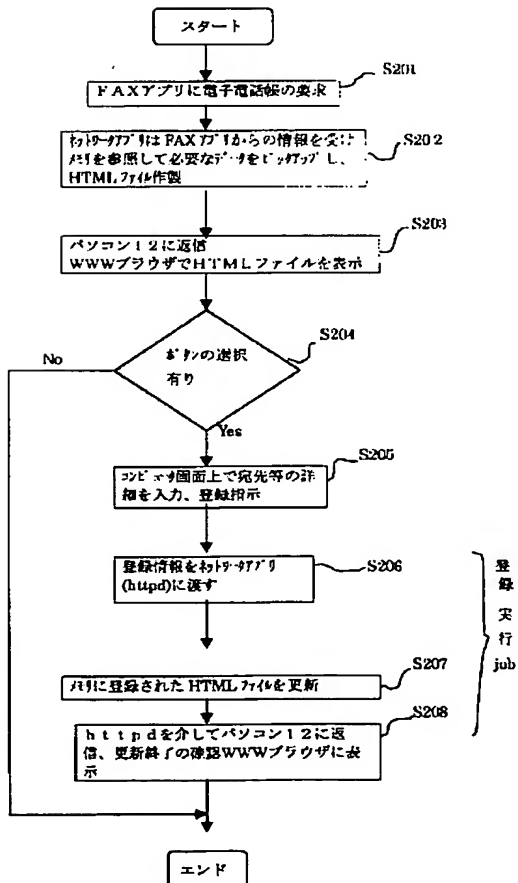 スタート
S201
FAXアプリに電子電話帳の要求
S202
ネットワークアプリはFAXアプリからの情報を受け
メモリを参照して必要なデータをピックアップし、
HTMLファイル作製
S203
パソコン12に返信
WWWブラウザでHTMLファイルを表示
S204
ボタンの選択
有り
No
Yes
S205
コンピュータ画面上で宛先等の詳
細を入力、登録指示
S206
登録情報をネットワークアプリ
(httpd)に渡す
登録実行job
S207
メモリに登録されたHTMLファイルを更新
S208
httpdを介してパソコン12に返
信、更新終了の確認WWWブラウザに表
示
エンド